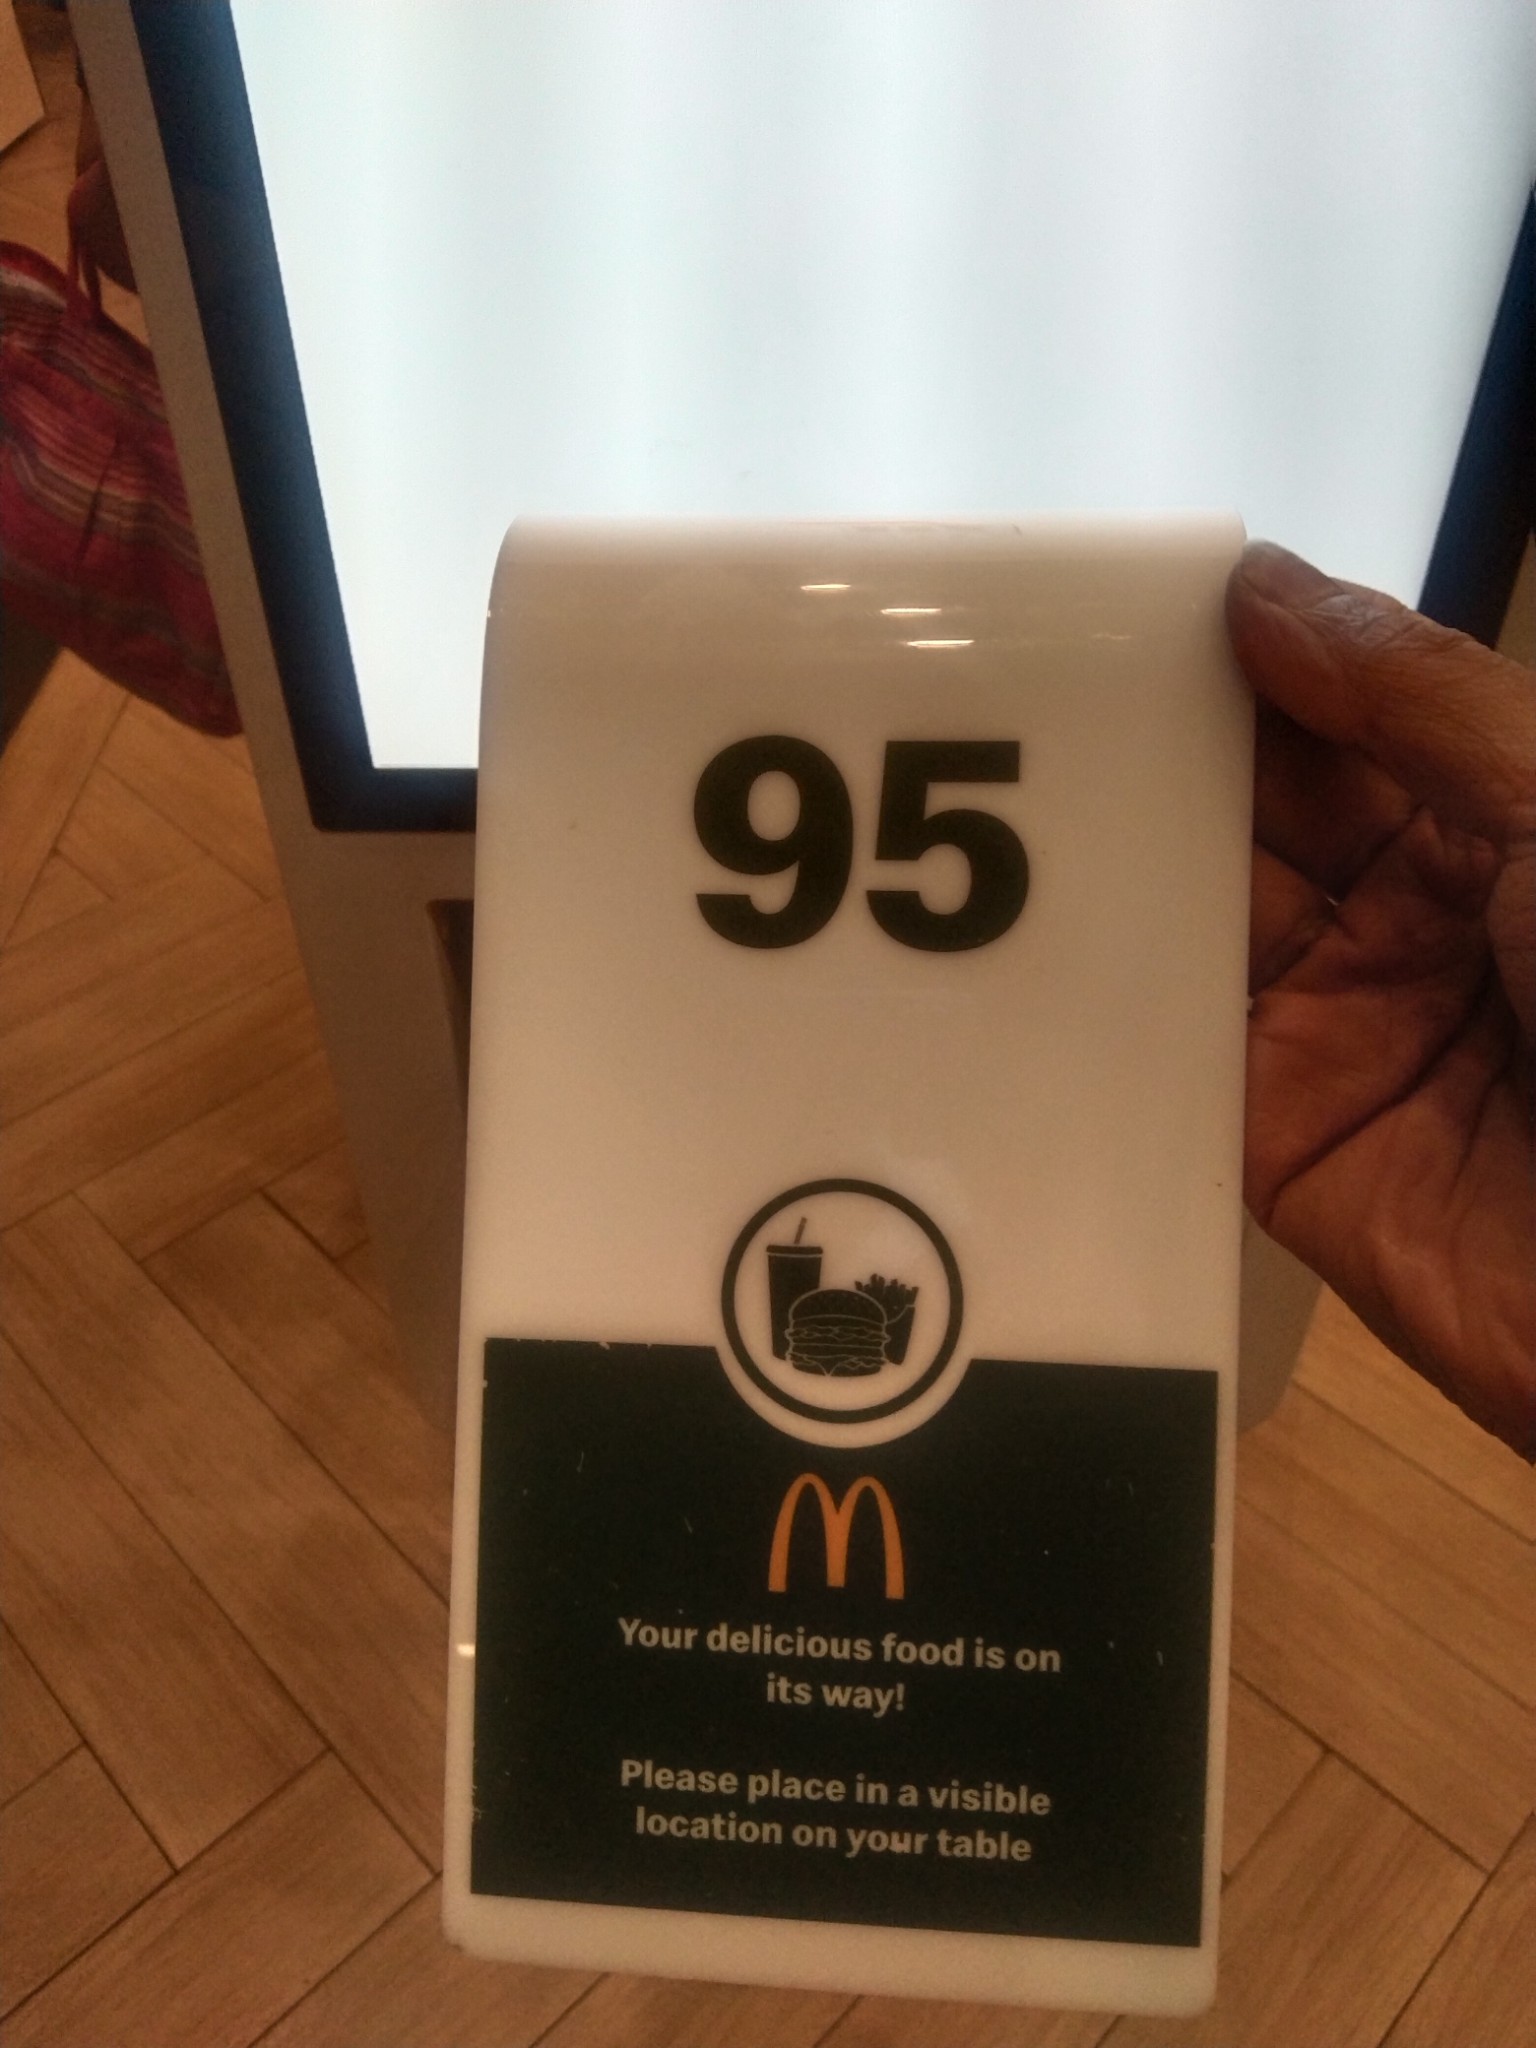 95
Your delicious food is on
its way!
Please place in a visible
location on your table